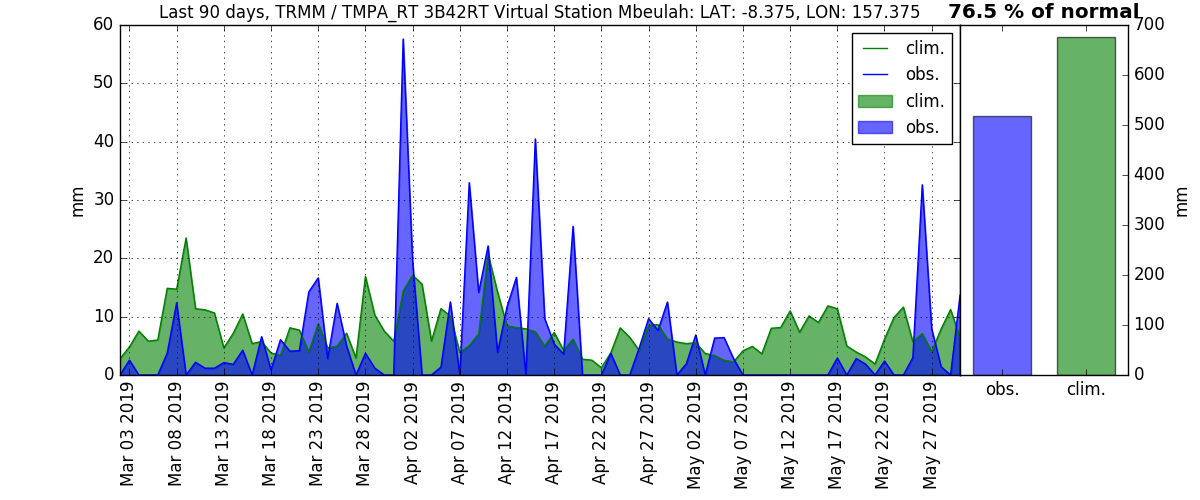 Last 90 days, TRMM / TMPA_RT 3B42RT Virtual Station Mbeulah: LAT: -8.375, LON: 157.375
76.5 % of normal
60
50
40
30
20
10
0
mm
clim.
obs.
clim.
obs.
Mar 03 2019
Mar 08 2019
Mar 13 2019
Mar 18 2019
Mar 23 2019
Mar 28 2019
Apr 02 2019
Apr 07 2019
Apr 12 2019
Apr 17 2019
Apr 22 2019
Apr 27 2019
May 02 2019
May 07 2019
May 12 2019
May 17 2019
May 22 2019
May 27 2019
700
600
500
400
300
200
100
0
mm
obs.
clim.